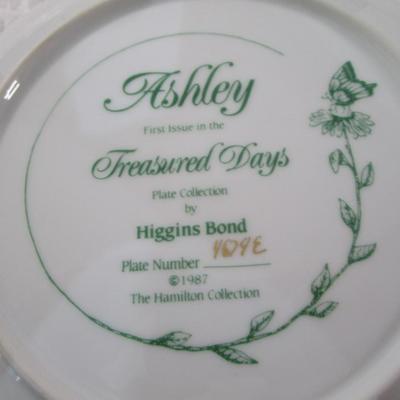 Ashley
First Issue in the
Treasured Days
Plate Collection
by
Higgins Bond
Plate Number
©1987
The Hamilton Collection